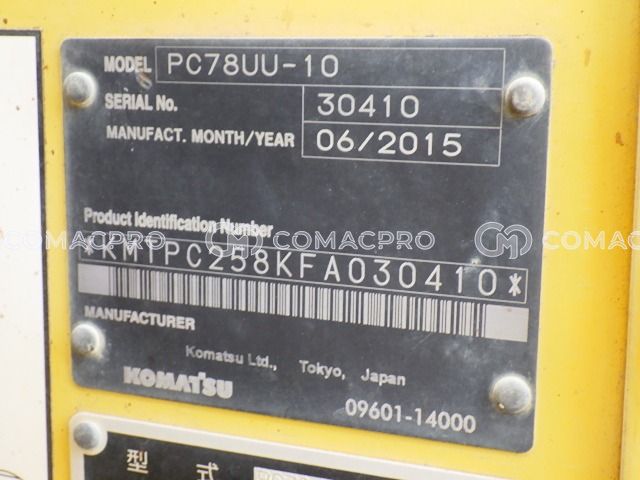 MODEL PC78UU-10
SERIAL No. 30410
MANUFACT. MONTH/YEAR 06/2015
Product Identification Number
*KMTPC258KFA030410*
COMACPRO COMACPRO COMACPRO
MANUFACTURER
Komatsu Ltd., Tokyo, Japan
KOMATSU
09601-14000
型式